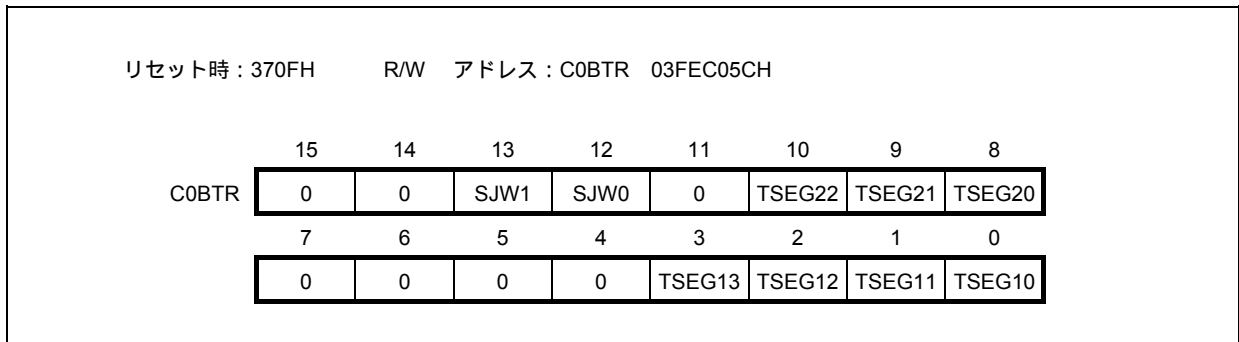 リセット時：370FH R/W アドレス：C0BTR 03FEC05CH
15 14 13 12 11 10 9 8
C0BTR 0 0 SJW1 SJW0 0 TSEG22 TSEG21 TSEG20
7 6 5 4 3 2 1 0
0 0 0 0 TSEG13 TSEG12 TSEG11 TSEG10